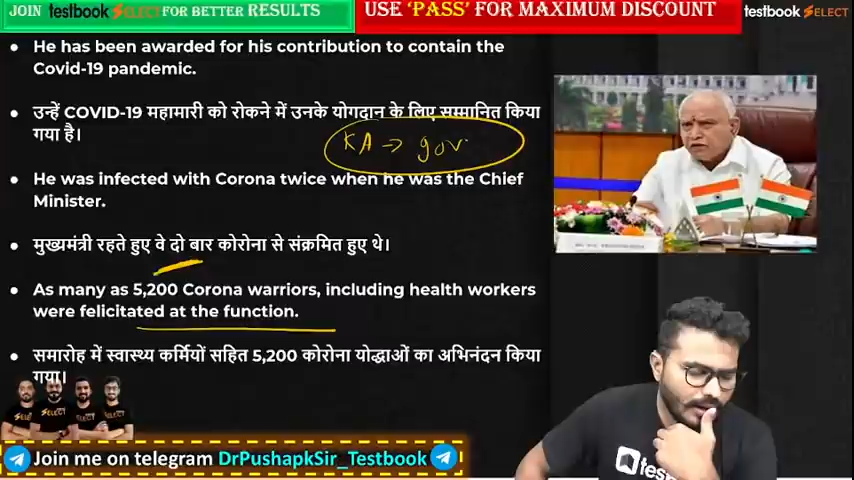 JOIN testbook SELECT FOR BETTER RESULTS
USE 'PASS' FOR MAXIMUM DISCOUNT
testbook SELECT
He has been awarded for his contribution to contain the
Covid-19 pandemic.
उन्हें COVID-19 महामारी को रोकने में उनके योगदान के लिए सम्मानित किया
गया है।
KA → gov.
He was infected with Corona twice when he was the Chief
Minister.
मुख्यमंत्री रहते हुए वे दो बार कोरोना से संक्रमित हुए थे।
As many as 5,200 Corona warriors, including health workers
were felicitated at the function.
समारोह में स्वास्थ्य कर्मियों सहित 5,200 कोरोना योद्धाओं का अभिनंदन किया
गया।
Join me on telegram DrPushapkSir_Testbook